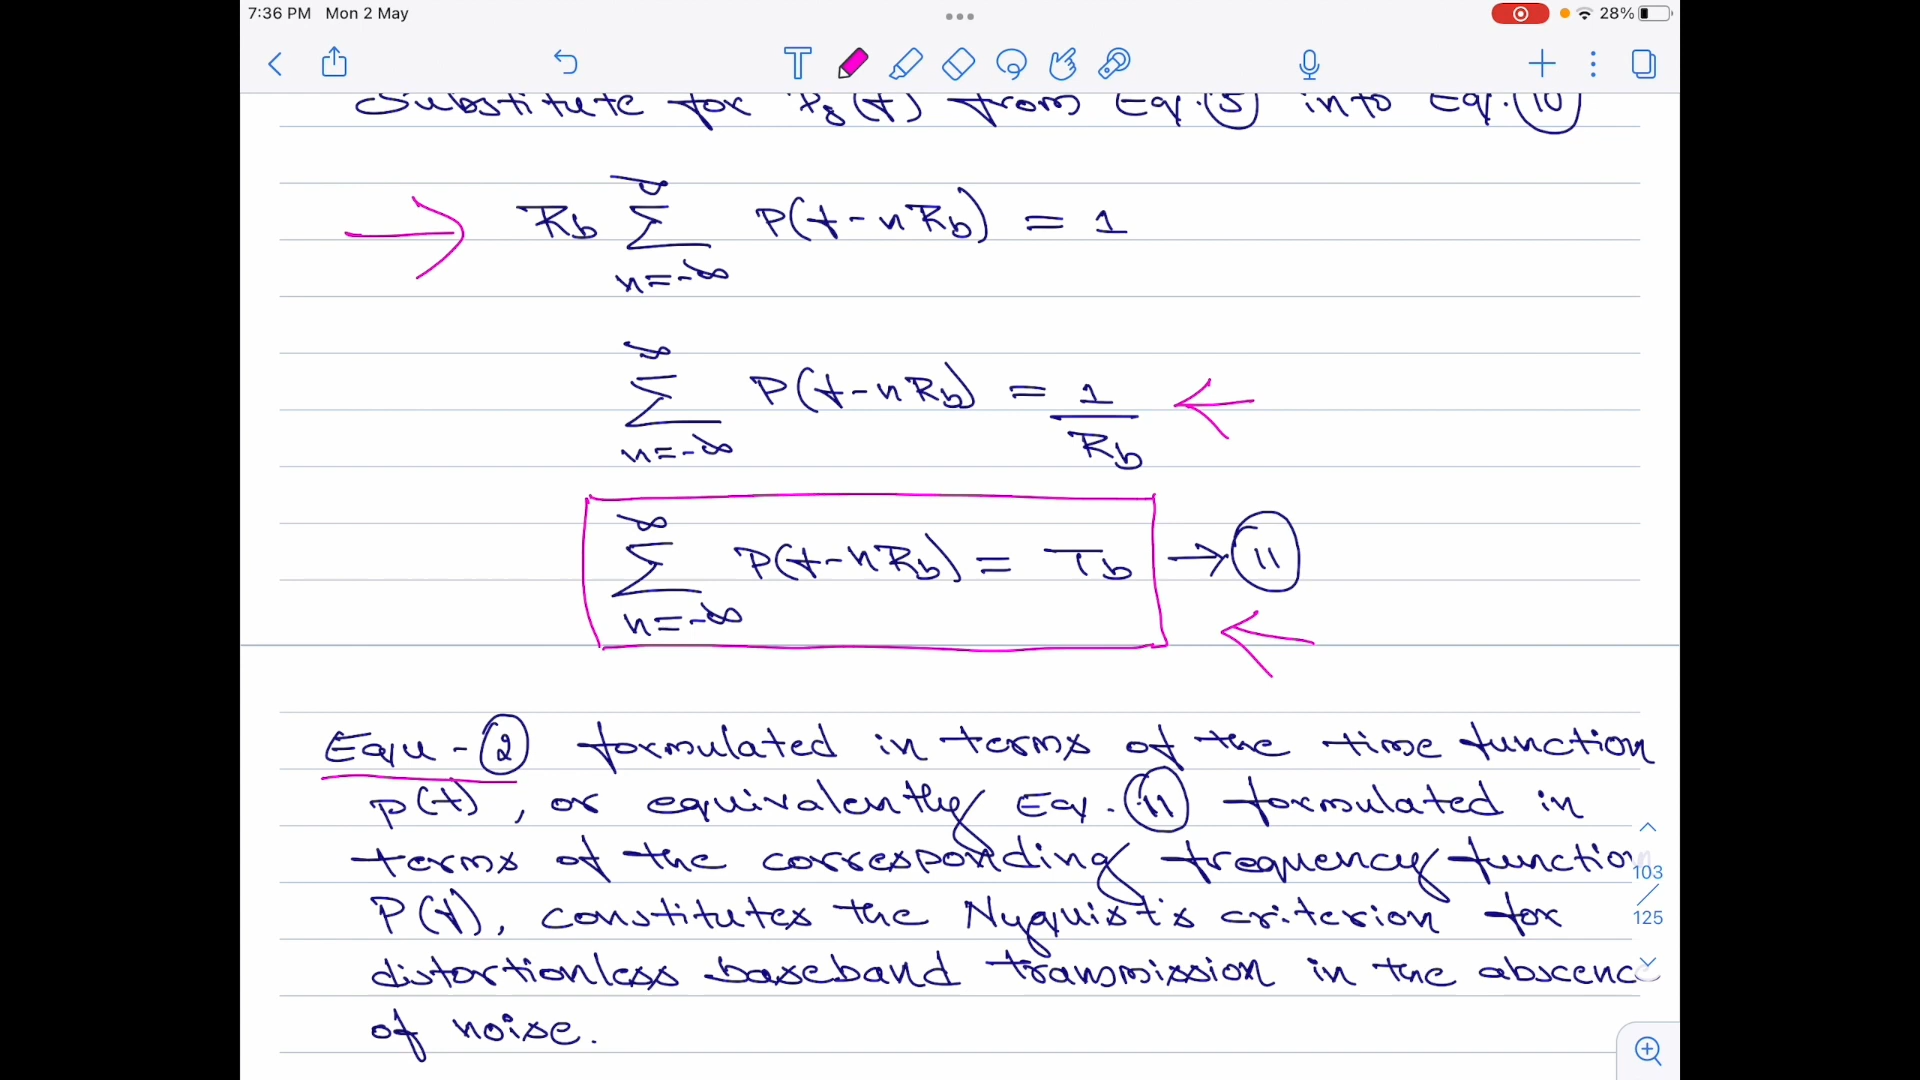 7:36 PM Mon 2 May
28%
Substitute for Pδ(f) from Eq.(5) into Eq.(10)
Rb ∞∑n=-∞ P(f-nRb) = 1
∞∑n=-∞ P(f-nRb) = 1/Rb
∞∑n=-∞ P(f-nRb) = Tb → 11
Equ-2 formulated in terms of the time function
p(t), or equivalently Eq.11 formulated in
terms of the corresponding frequency function
P(f), constitutes the Nyquist's criterion for
distortionless baseband transmission in the abscence
of noise.
103
/
125